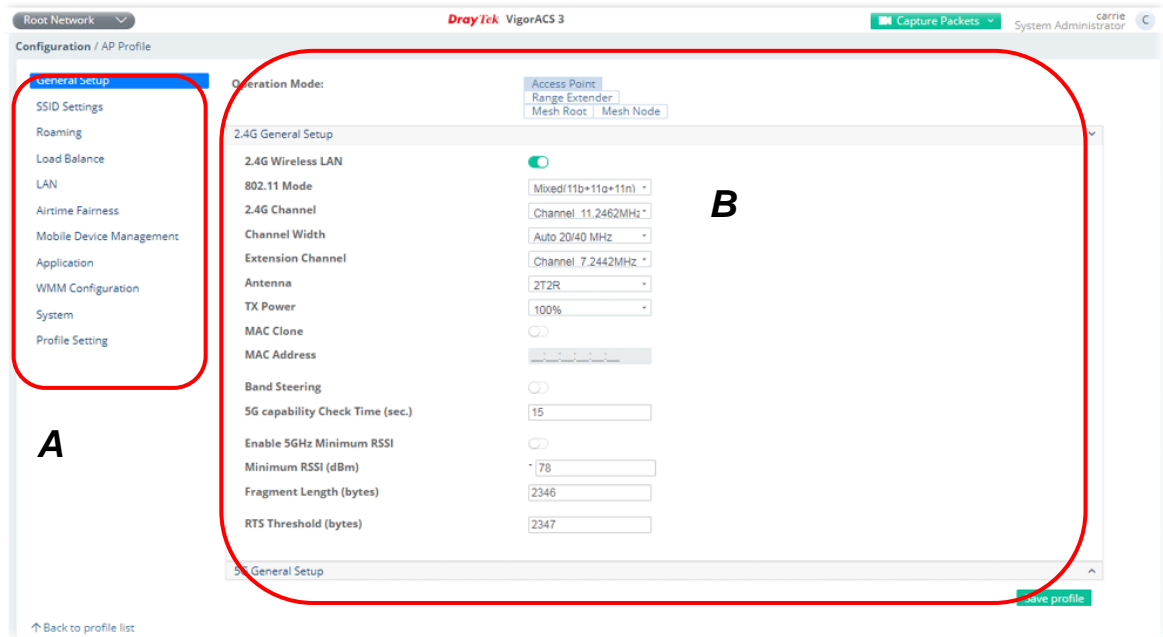 Root Network
DrayTek VigorACS 3
Capture Packets
carrie
System Administrator
C
Configuration / AP Profile
General Setup
SSID Settings
Roaming
Load Balance
LAN
Airtime Fairness
Mobile Device Management
Application
WMM Configuration
System
Profile Setting
A
Operation Mode:
Access Point
Range Extender
Mesh Root Mesh Node
2.4G General Setup
2.4G Wireless LAN
802.11 Mode Mixed(11b+11g+11n)
2.4G Channel Channel 11.2462MHz
Channel Width Auto 20/40 MHz
Extension Channel Channel 7.2442MHz
Antenna 2T2R
TX Power 100%
MAC Clone
MAC Address __:__:__:__:__:__
Band Steering
5G capability Check Time (sec.) 15
Enable 5GHz Minimum RSSI
Minimum RSSI (dBm) - 78
Fragment Length (bytes) 2346
RTS Threshold (bytes) 2347
B
5G General Setup
Save profile
↑ Back to profile list